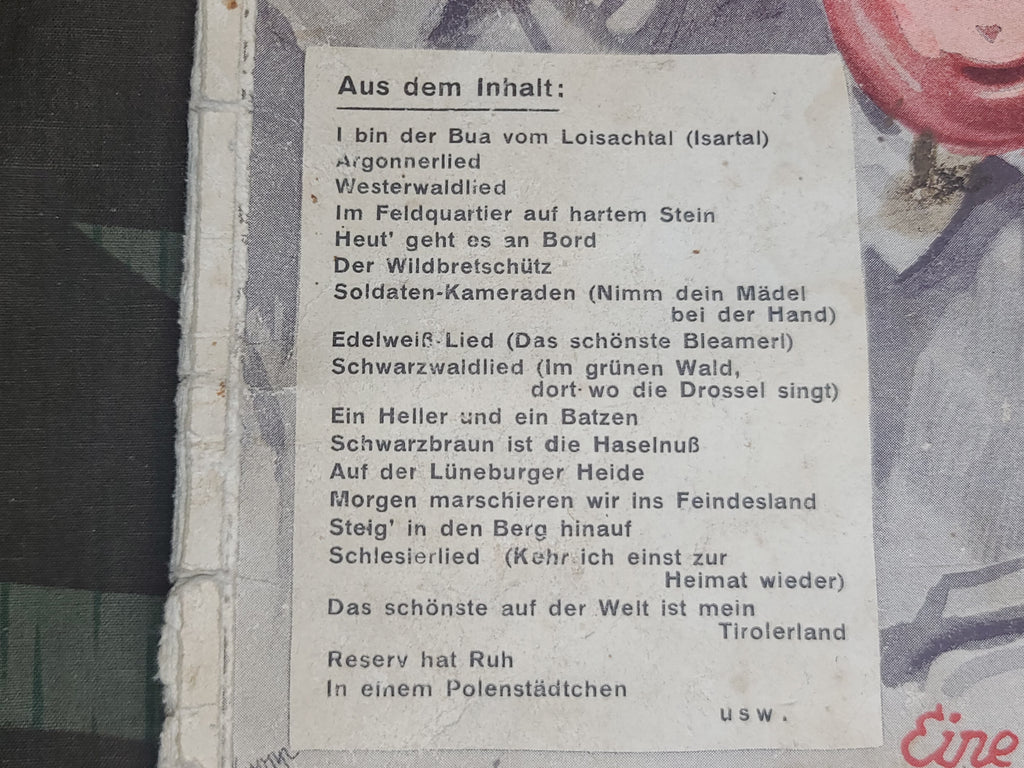 Aus dem Inhalt:
I bin der Bua vom Loisachtal (Isartal)
Argonnerlied
Westerwaldlied
Im Feldquartier auf hartem Stein
Heut' geht es an Bord
Der Wildbretschütz
Soldaten-Kameraden (Nimm dein Mädel
bei der Hand)
Edelweiß-Lied (Das schönste Bleamerl)
Schwarzwaldlied (Im grünen Wald,
dort wo die Drossel singt)
Ein Heller und ein Batzen
Schwarzbraun ist die Haselnuß
Auf der Lüneburger Heide
Morgen marschieren wir ins Feindesland
Steig' in den Berg hinauf
Schlesierlied (Kehr ich einst zur
Heimat wieder)
Das schönste auf der Welt ist mein
Tirolerland
Reserv hat Ruh
In einem Polenstädtchen
usw.
Eine